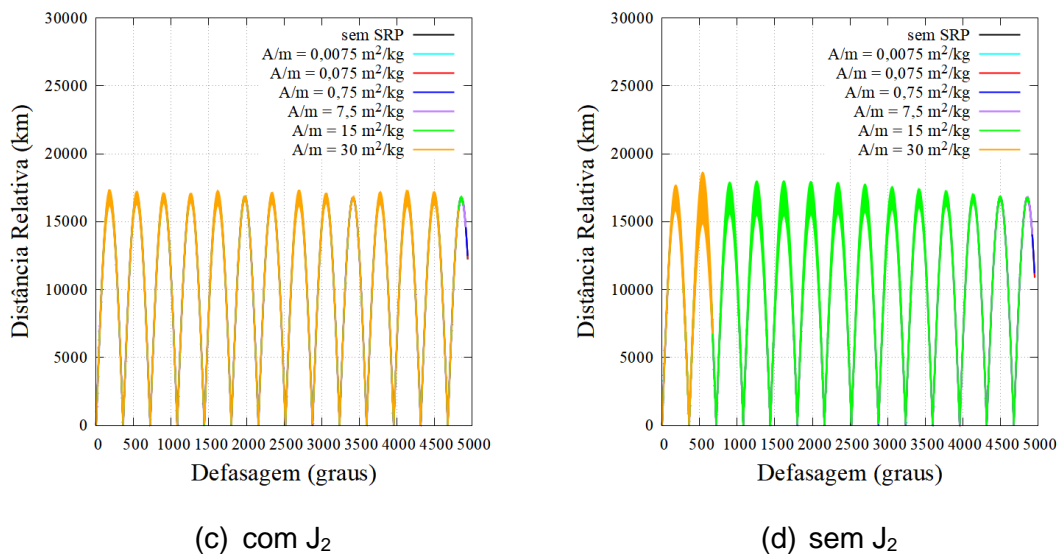 30000
25000
20000
15000
10000
5000
0
Distância Relativa (km)
sem SRP
A/m = 0,0075 m²/kg
A/m = 0,075 m²/kg
A/m = 0,75 m²/kg
A/m = 7,5 m²/kg
A/m = 15 m²/kg
A/m = 30 m²/kg
0 500 1000 1500 2000 2500 3000 3500 4000 4500 5000
Defasagem (graus)
(c) com J₂
30000
25000
20000
15000
10000
5000
0
Distância Relativa (km)
sem SRP
A/m = 0,0075 m²/kg
A/m = 0,075 m²/kg
A/m = 0,75 m²/kg
A/m = 7,5 m²/kg
A/m = 15 m²/kg
A/m = 30 m²/kg
0 500 1000 1500 2000 2500 3000 3500 4000 4500 5000
Defasagem (graus)
(d) sem J₂